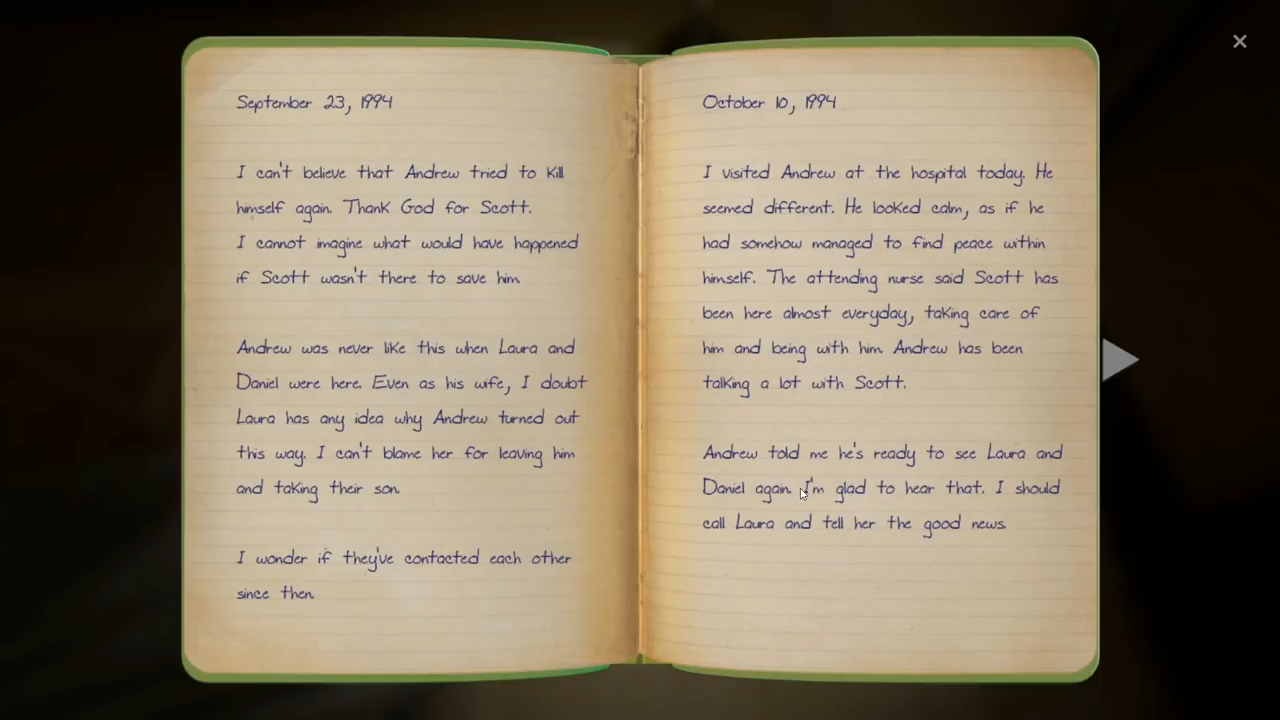 September 23, 1994
I can't believe that Andrew tried to kill
himself again. Thank God for Scott.
I cannot imagine what would have happened
if Scott wasn't there to save him.
Andrew was never like this when Laura and
Daniel were here. Even as his wife, I doubt
Laura has any idea why Andrew turned out
this way. I can't blame her for leaving him
and taking their son.
I wonder if they've contacted each other
since then.
October 10, 1994
I visited Andrew at the hospital today. He
seemed different. He looked calm, as if he
had somehow managed to find peace within
himself. The attending nurse said Scott has
been here almost everyday, taking care of
him and being with him. Andrew has been
talking a lot with Scott.
Andrew told me he's ready to see Laura and
Daniel again. I'm glad to hear that. I should
call Laura and tell her the good news.